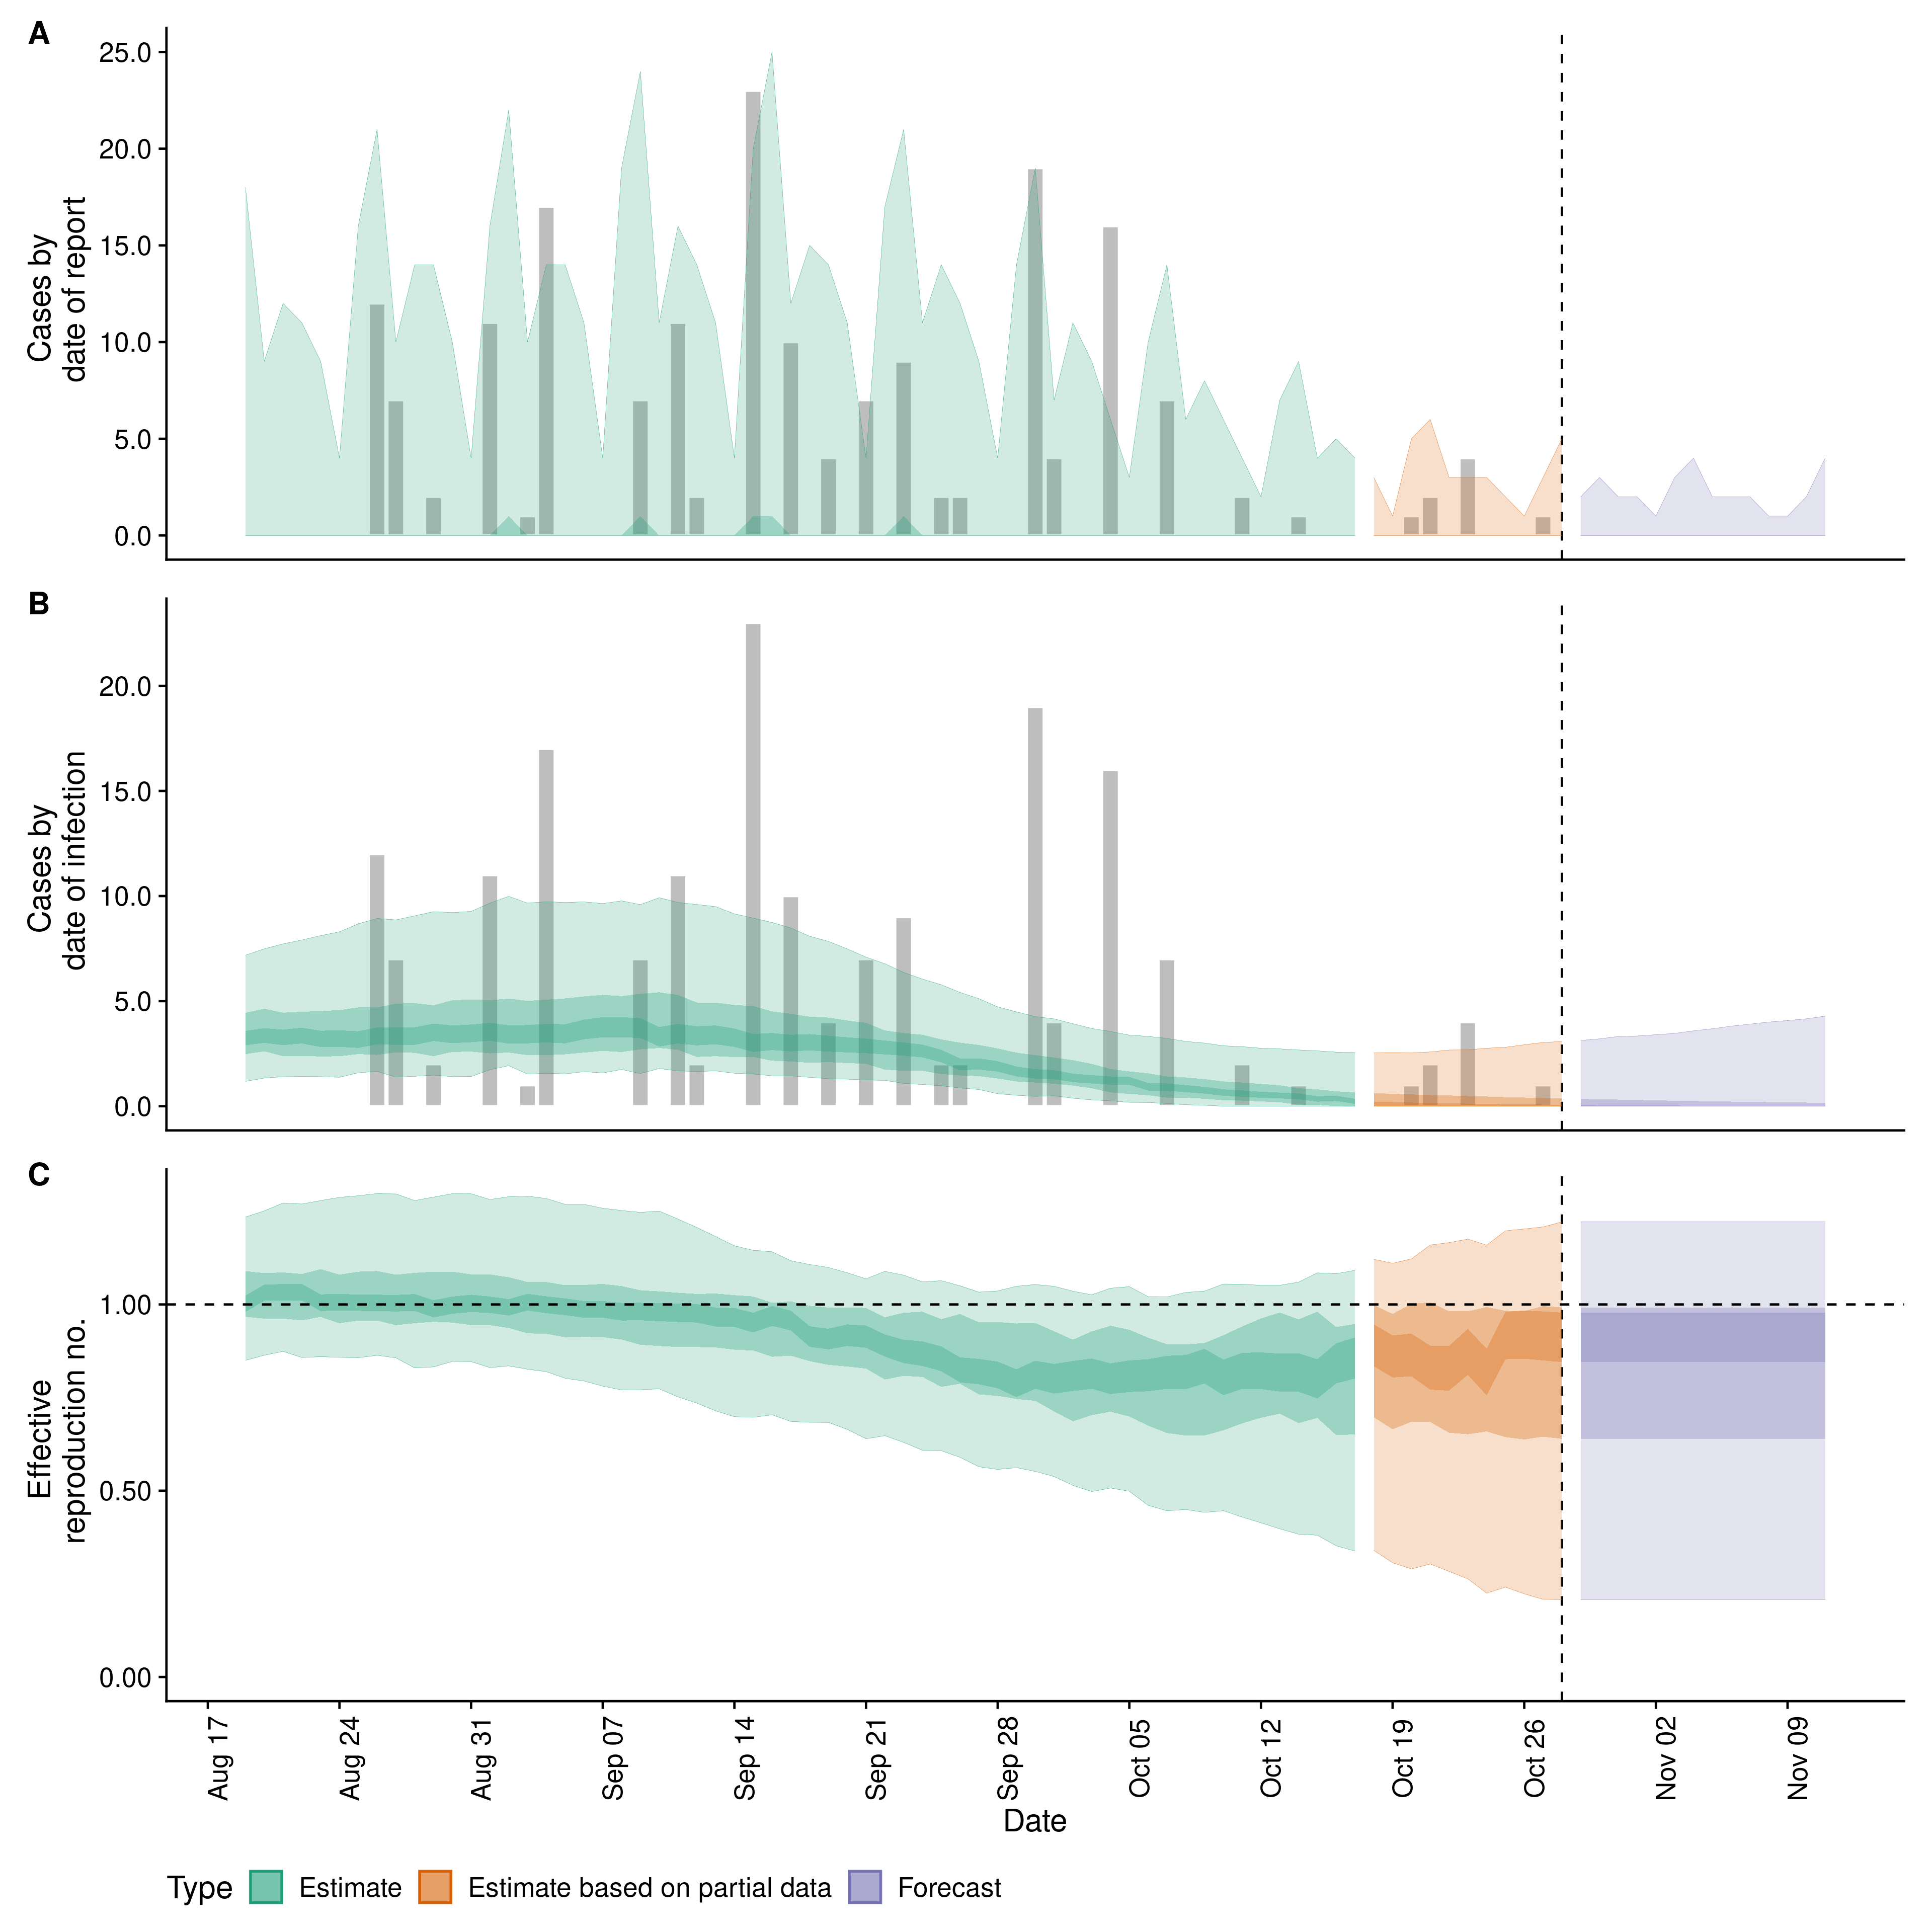 A
Cases by
date of report
25.0
20.0
15.0
10.0
5.0
0.0
B
Cases by
date of infection
20.0
15.0
10.0
5.0
0.0
C
Effective
reproduction no.
1.00
0.50
0.00
Aug 17
Aug 24
Aug 31
Sep 07
Sep 14
Sep 21
Sep 28
Oct 05
Oct 12
Oct 19
Oct 26
Nov 02
Nov 09
Date
Type Estimate Estimate based on partial data Forecast